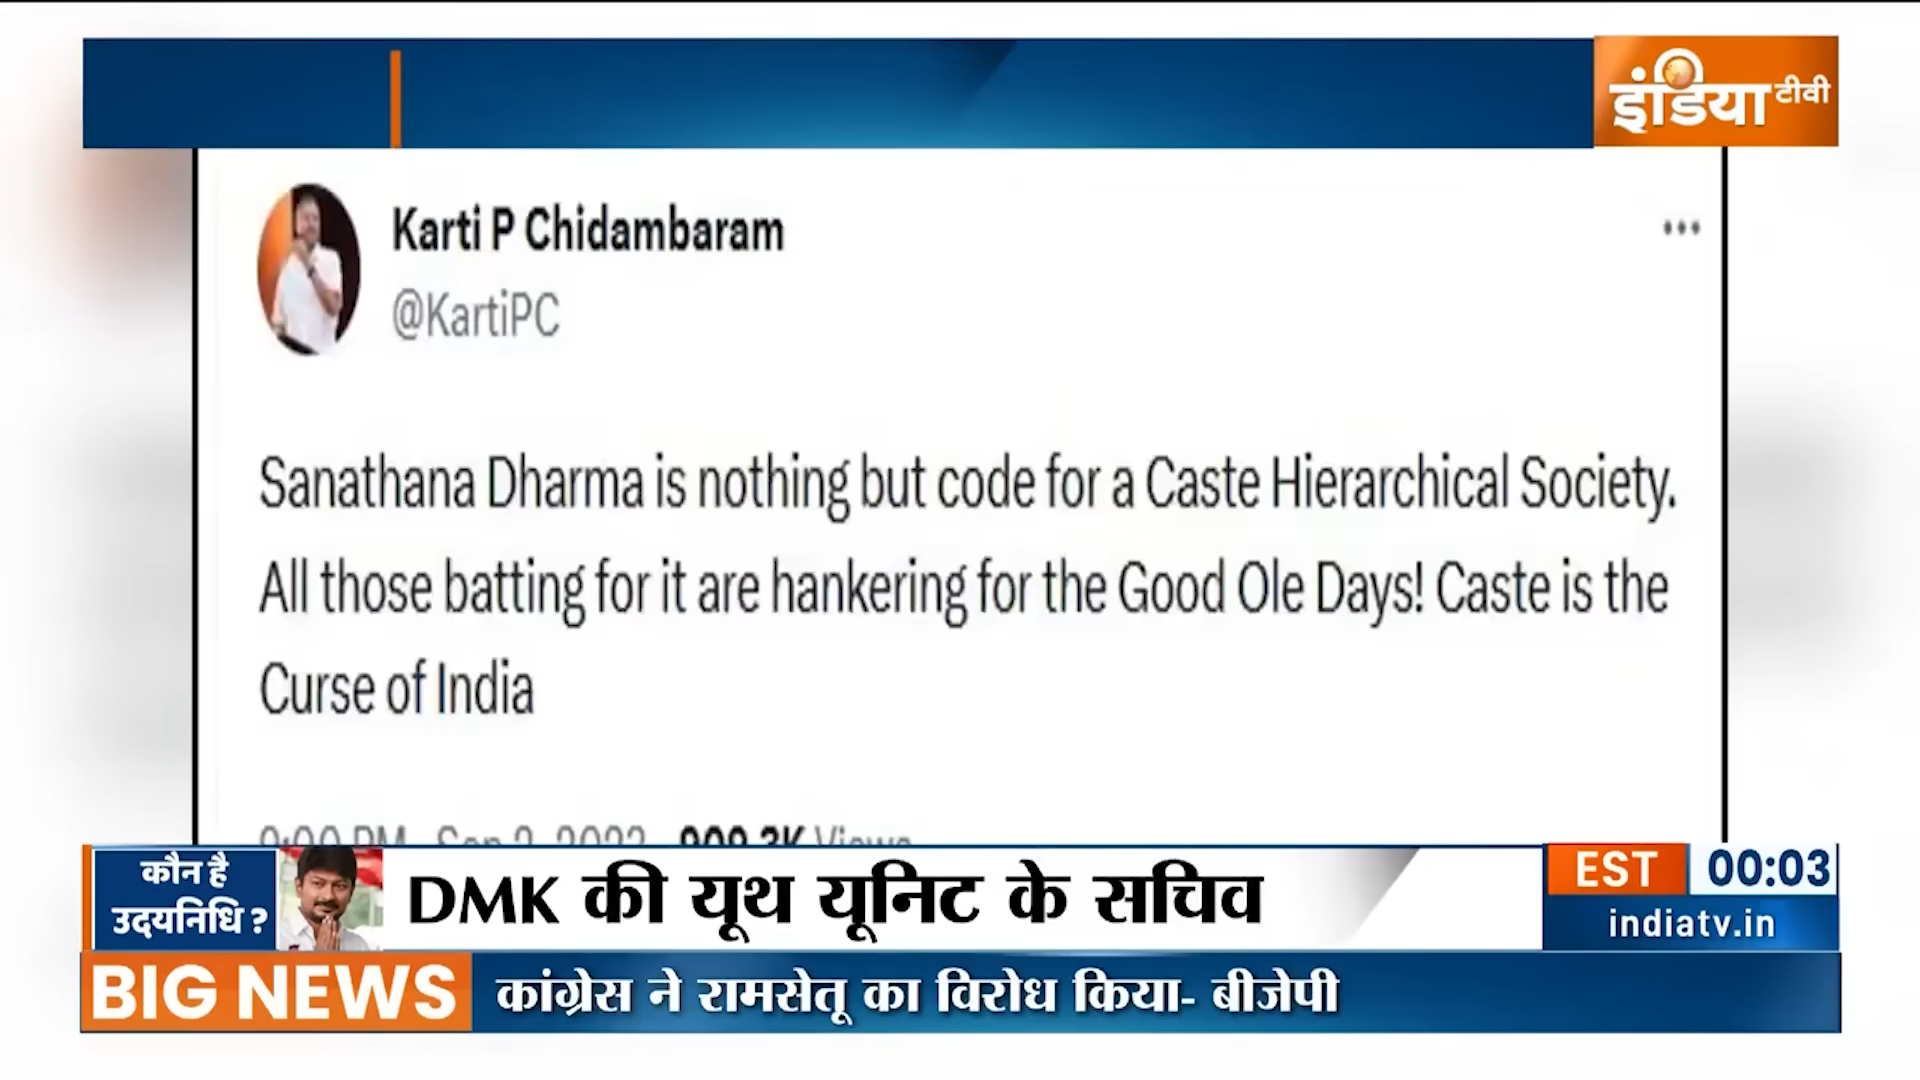 इंडिया टीवी
Karti P Chidambaram
@KartiPC
Sanathana Dharma is nothing but code for a Caste Hierarchical Society.
All those batting for it are hankering for the Good Ole Days! Caste is the
Curse of India
Views
कौन है
उदयनिधि ?
DMK की यूथ यूनिट के सचिव
EST 00:03
indiatv.in
BIG NEWS कांग्रेस ने रामसेतु का विरोध किया- बीजेपी